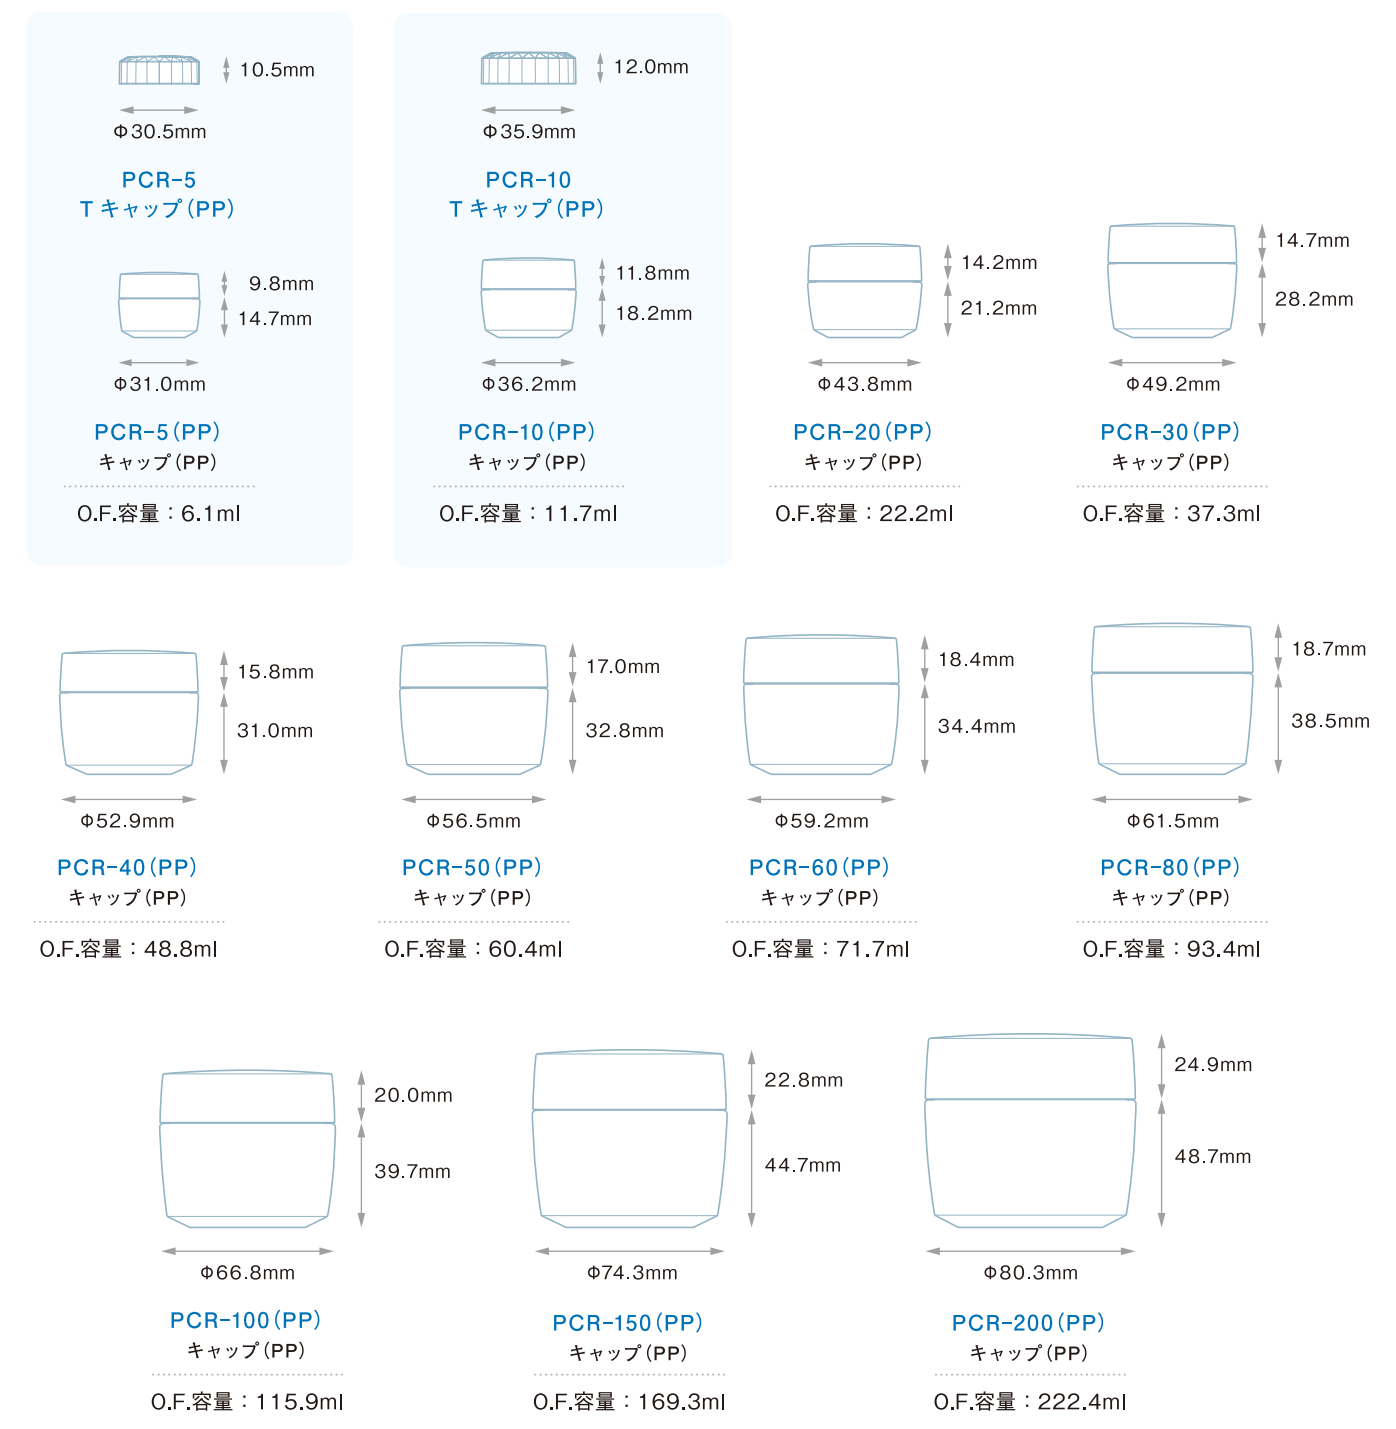 10.5mm
Φ30.5mm
PCR−5
T キャップ（PP）
9.8mm
14.7mm
Φ31.0mm
PCR−5（PP）
キャップ（PP）
O.F.容量：6.1ml
12.0mm
Φ35.9mm
PCR−10
T キャップ（PP）
11.8mm
18.2mm
Φ36.2mm
PCR−10（PP）
キャップ（PP）
O.F.容量：11.7ml
14.2mm
21.2mm
Φ43.8mm
PCR−20（PP）
キャップ（PP）
O.F.容量：22.2ml
14.7mm
28.2mm
Φ49.2mm
PCR−30（PP）
キャップ（PP）
O.F.容量：37.3ml
15.8mm
31.0mm
Φ52.9mm
PCR−40（PP）
キャップ（PP）
O.F.容量：48.8ml
17.0mm
32.8mm
Φ56.5mm
PCR−50（PP）
キャップ（PP）
O.F.容量：60.4ml
18.4mm
34.4mm
Φ59.2mm
PCR−60（PP）
キャップ（PP）
O.F.容量：71.7ml
18.7mm
38.5mm
Φ61.5mm
PCR−80（PP）
キャップ（PP）
O.F.容量：93.4ml
20.0mm
39.7mm
Φ66.8mm
PCR−100（PP）
キャップ（PP）
O.F.容量：115.9ml
22.8mm
44.7mm
Φ74.3mm
PCR−150（PP）
キャップ（PP）
O.F.容量：169.3ml
24.9mm
48.7mm
Φ80.3mm
PCR−200（PP）
キャップ（PP）
O.F.容量：222.4ml